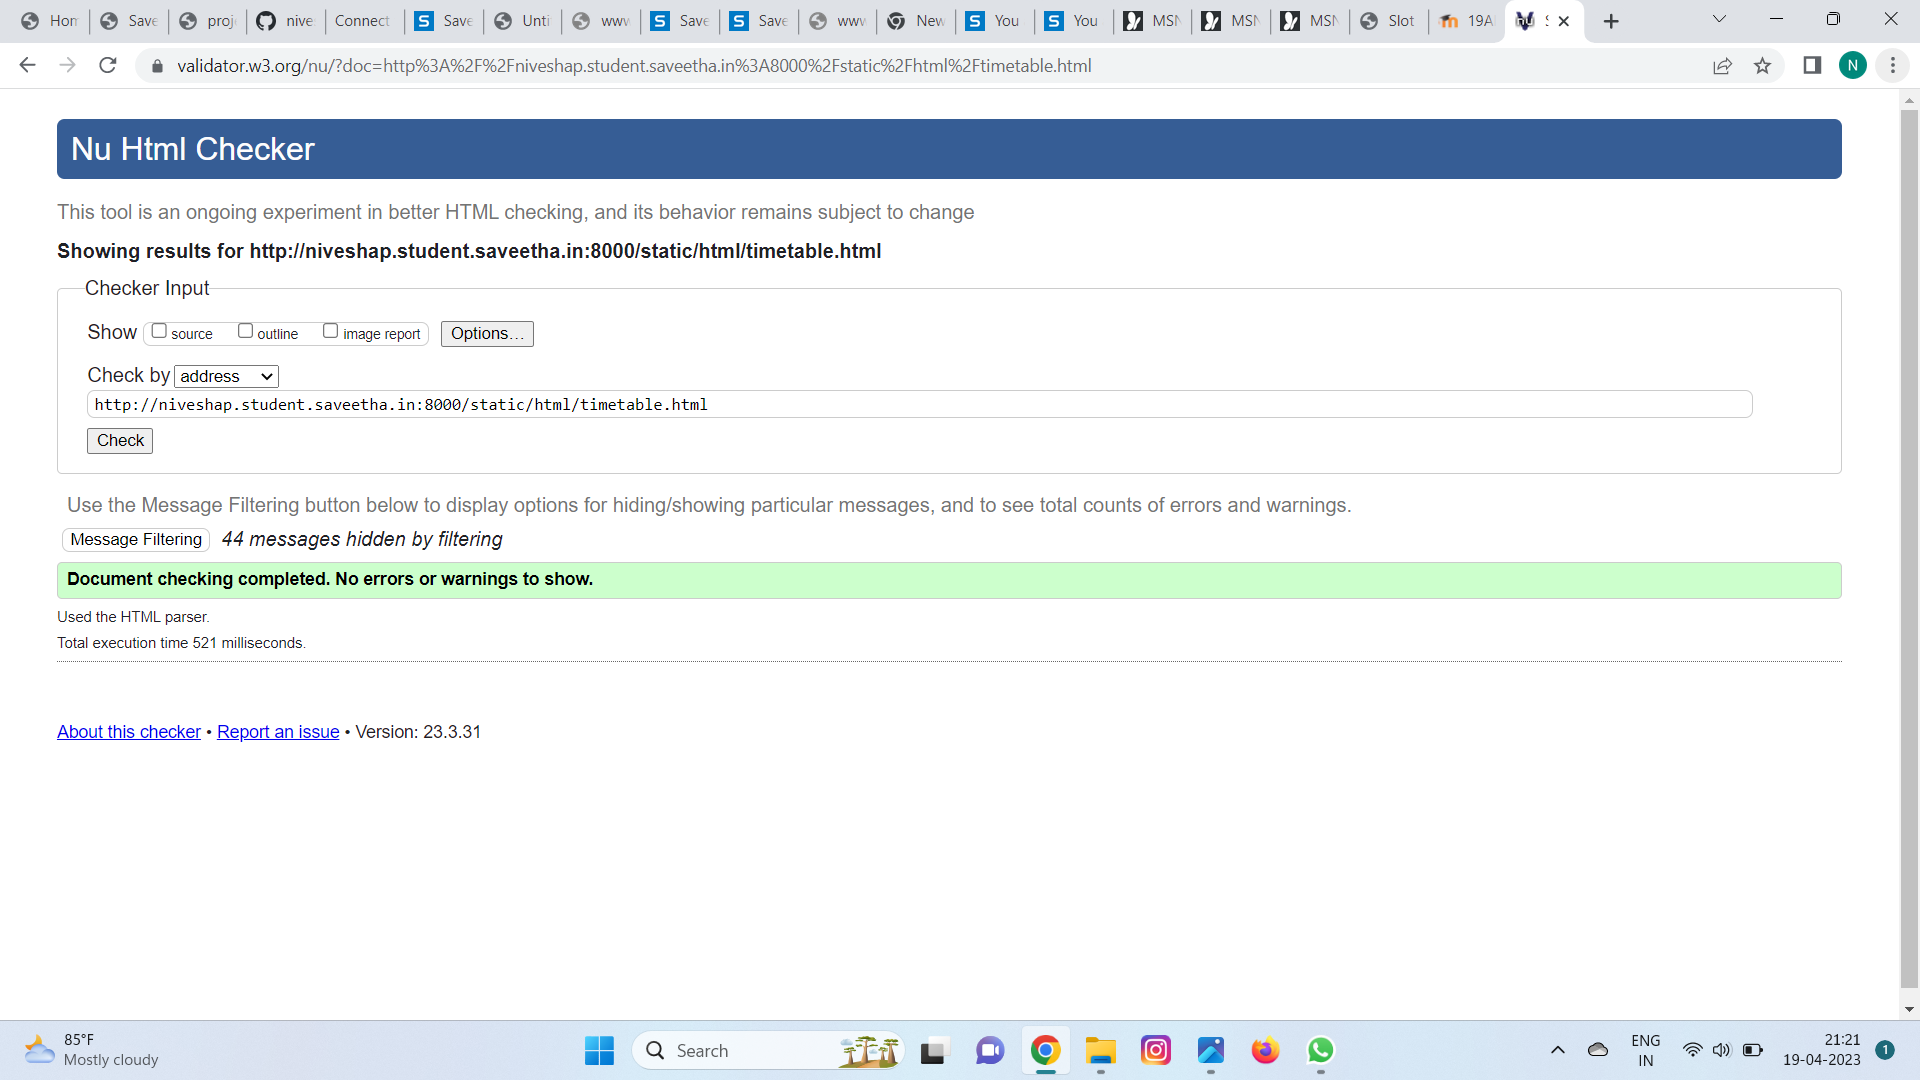 Hom
Save
proj
nive
Connect
Save
Unti
www
Save
Save
www
New
You
You
MSN
MSN
MSN
Slot
19A
S
validator.w3.org/nu/?doc=http%3A%2F%2Fniveshap.student.saveetha.in%3A8000%2Fstatic%2Fhtml%2Ftimetable.html
N
Nu Html Checker
This tool is an ongoing experiment in better HTML checking, and its behavior remains subject to change
Showing results for http://niveshap.student.saveetha.in:8000/static/html/timetable.html
Checker Input
Show source outline image report Options…
Check by address
http://niveshap.student.saveetha.in:8000/static/html/timetable.html
Check
Use the Message Filtering button below to display options for hiding/showing particular messages, and to see total counts of errors and warnings.
Message Filtering 44 messages hidden by filtering
Document checking completed. No errors or warnings to show.
Used the HTML parser.
Total execution time 521 milliseconds.
About this checker • Report an issue • Version: 23.3.31
85°F
Mostly cloudy
Search
ENG
IN
21:21
19-04-2023
1